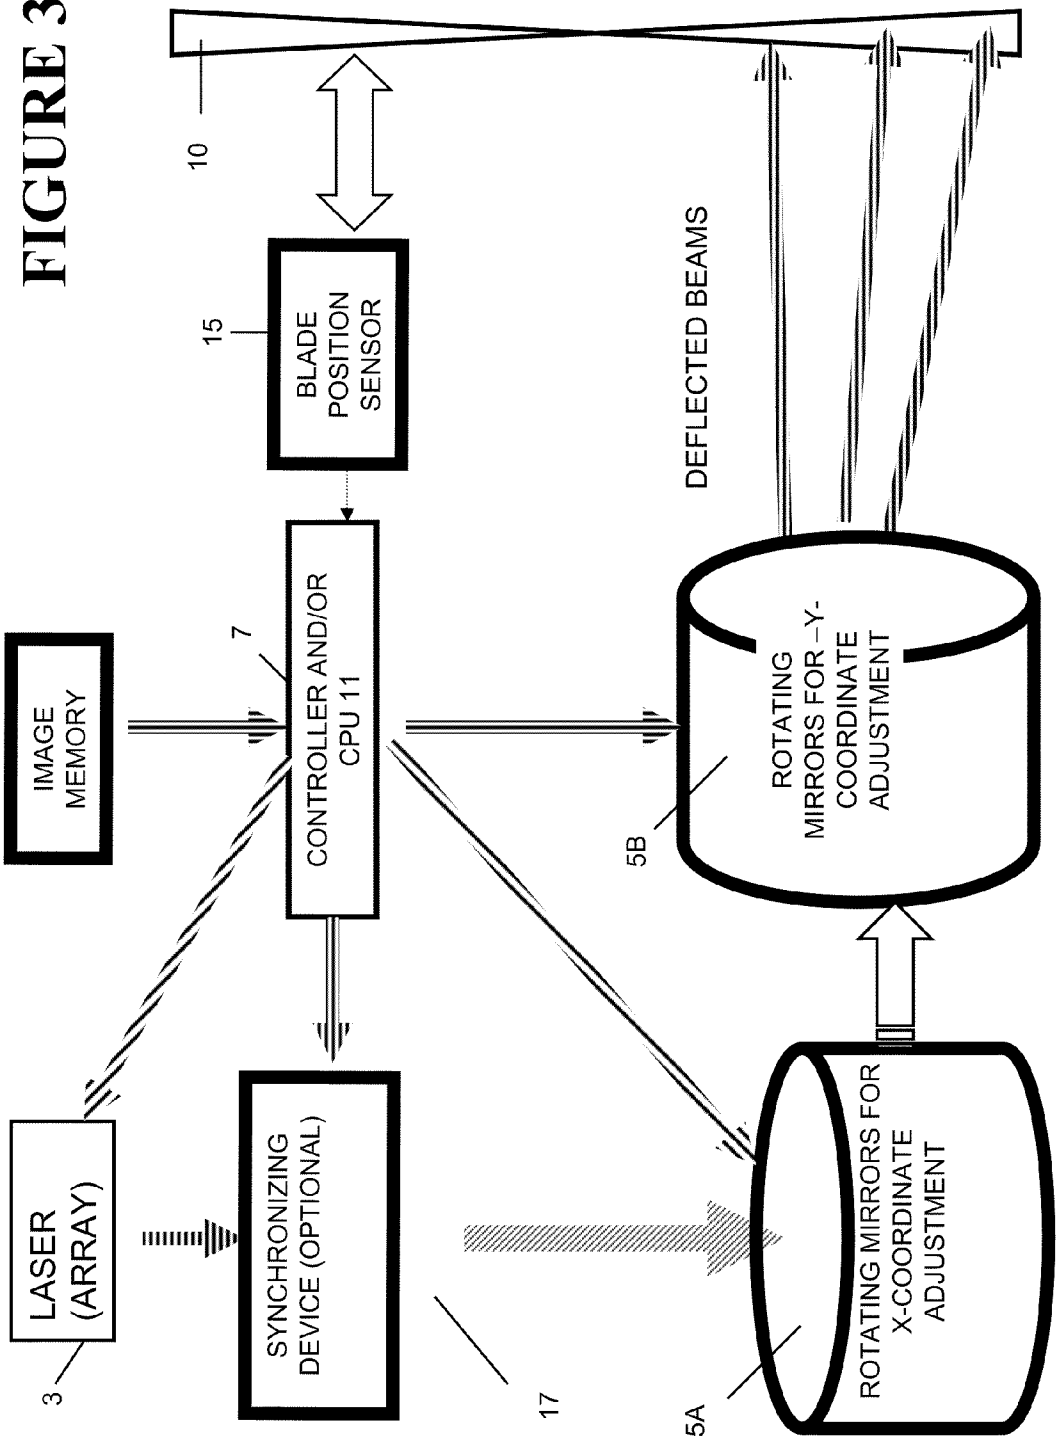 FIGURE 3
10
15
BLADE
POSITION
SENSOR
DEFLECTED BEAMS
IMAGE
MEMORY
7
CONTROLLER AND/OR
CPU 11
5B
ROTATING
MIRRORS FOR –Y-
COORDINATE
ADJUSTMENT
LASER
(ARRAY)
3
SYNCHRONIZING
DEVICE (OPTIONAL)
17
5A
ROTATING MIRRORS FOR
X-COORDINATE
ADJUSTMENT